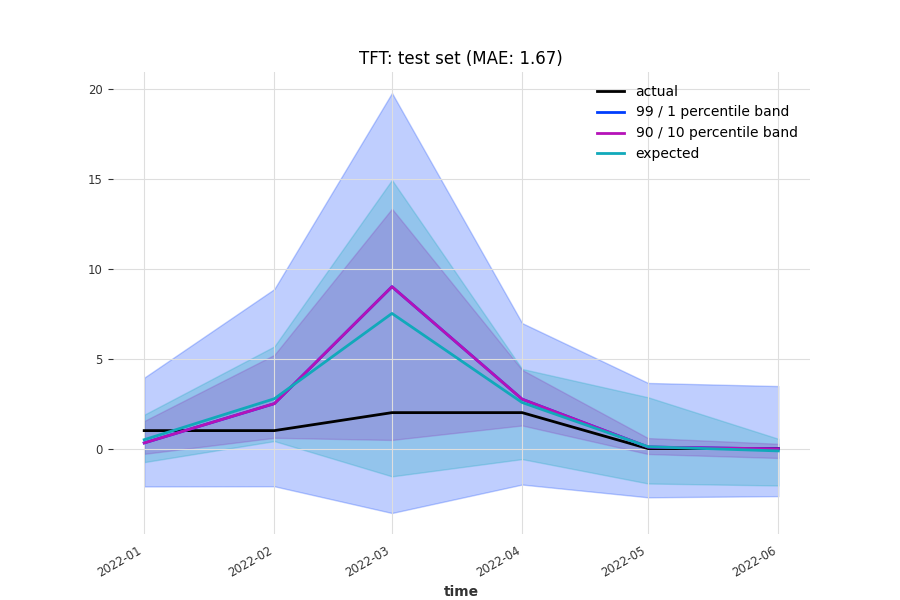 TFT: test set (MAE: 1.67)
actual
99 / 1 percentile band
90 / 10 percentile band
expected
20
15
10
5
0
2022-01
2022-02
2022-03
2022-04
2022-05
2022-06
time